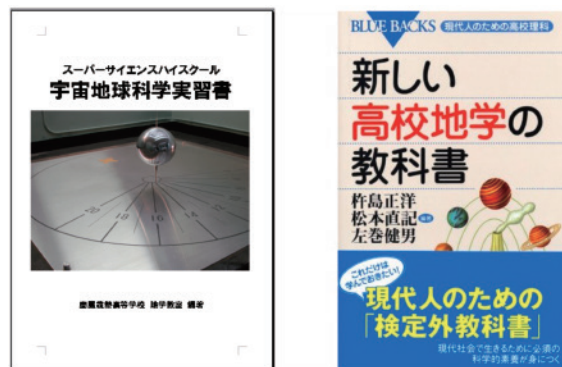 スーパーサイエンスハイスクール
宇宙地球科学実習書
20
18
16
14
12
慶應義塾高等学校 地学教室 編著
BLUE BACKS 現代人のための高校理科
新しい
高校地学の
教科書
杵島正洋
松本直記
左巻健男
これだけは
学んでおきたい!
現代人のための
「検定外教科書」
現代社会で生きるために必須の
科学的素養が身につく